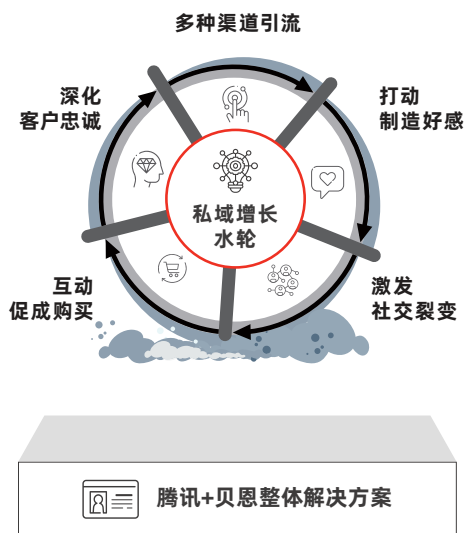 多种渠道引流
深化
客户忠诚
打动
制造好感
私域增长
水轮
互动
促成购买
激发
社交裂变
腾讯+贝恩整体解决方案